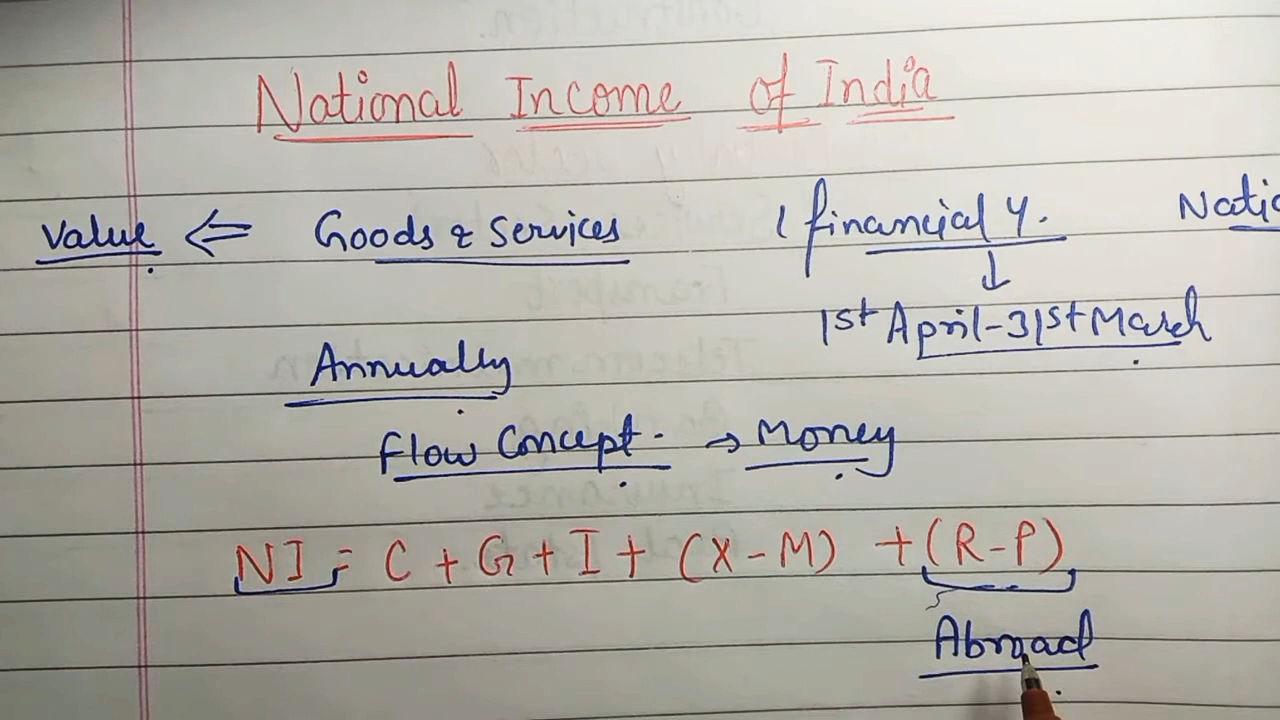 National Income of India
Value ⇐ Goods & Services 1 financial Y. Natio
↓
1st April-31st March
Annually
Flow Concept. → Money
NI = C + G + I + (X-M) + (R-P)
Abroad